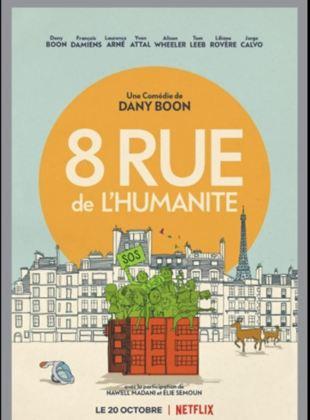 Dany BOON François DAMIENS Laurence ARNÉ Yvan ATTAL Alison WHEELER Tom LEEB Liliane ROVÈRE Jorge CALVO
Une Comédie de
DANY BOON
8 RUE
de L'HUMANITE
SOS
avec la participation de
NAWELL MADANI et ÉLIE SEMOUN
LE 20 OCTOBRE | NETFLIX